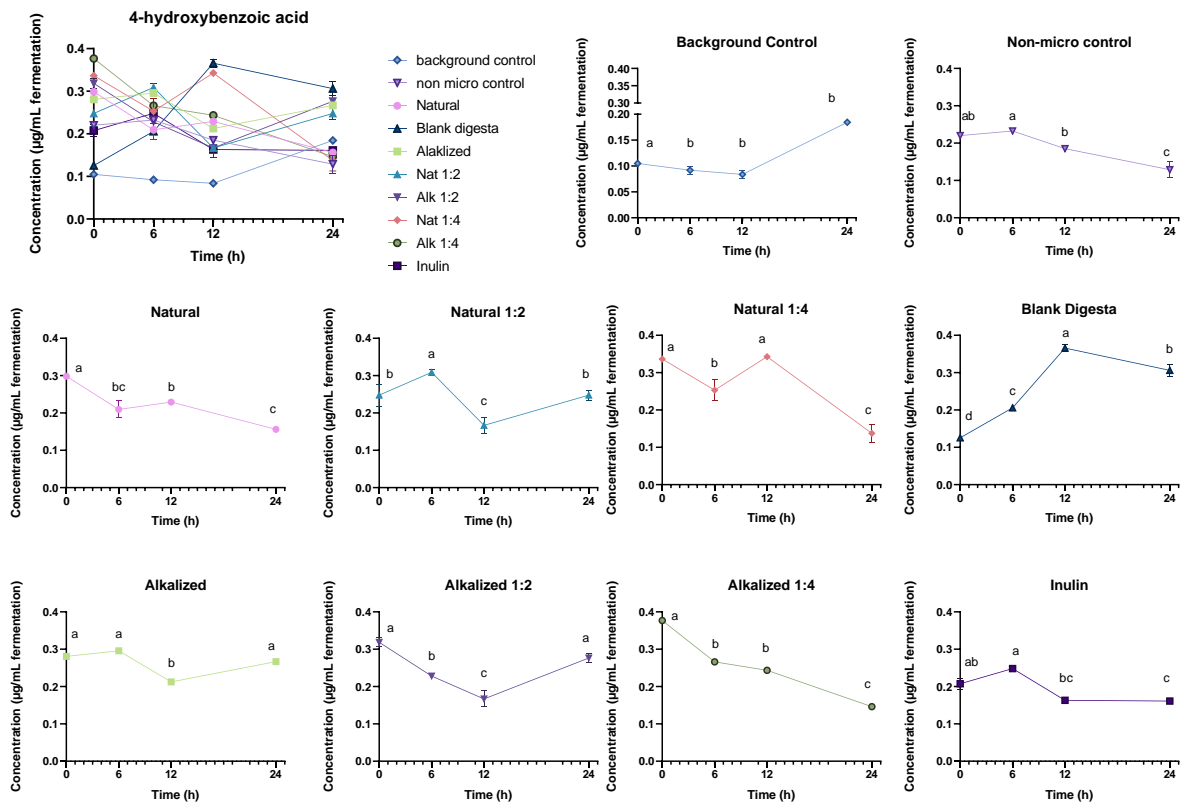 4-hydroxybenzoic acid
Concentration (µg/mL fermentation)
0.4
0.3
0.2
0.1
0.0
0 6 12 24
Time (h)
background control
non micro control
Natural
Blank digesta
Alaklized
Nat 1:2
Alk 1:2
Nat 1:4
Alk 1:4
Inulin
Background Control
Concentration (µg/mL fermentation)
0.40
0.35
0.30
0.20
0.15
0.10
0.05
0.00
a b b b
0 6 12 24
Time (h)
Non-micro control
Concentration (µg/mL fermentation)
0.4
0.3
0.2
0.1
0.0
ab a b c
0 6 12 24
Time (h)
Natural
Concentration (µg/mL fermentation)
0.4
0.3
0.2
0.1
0.0
a bc b c
0 6 12 24
Time (h)
Natural 1:2
Concentration (µg/mL fermentation)
0.4
0.3
0.2
0.1
0.0
b a c b
0 6 12 24
Time (h)
Natural 1:4
Concentration (µg/mL fermentation)
0.4
0.3
0.2
0.1
0.0
a b a c
0 6 12 24
Time (h)
Blank Digesta
Concentration (µg/mL fermentation)
0.4
0.3
0.2
0.1
0.0
d c a b
0 6 12 24
Time (h)
Alkalized
Concentration (µg/mL fermentation)
0.4
0.3
0.2
0.1
0.0
a a b a
0 6 12 24
Time (h)
Alkalized 1:2
Concentration (µg/mL fermentation)
0.4
0.3
0.2
0.1
0.0
a b c a
0 6 12 24
Time (h)
Alkalized 1:4
Concentration (µg/mL fermentation)
0.4
0.3
0.2
0.1
0.0
a b b c
0 6 12 24
Time (h)
Inulin
Concentration (µg/mL fermentation)
0.4
0.3
0.2
0.1
0.0
ab a bc c
0 6 12 24
Time (h)